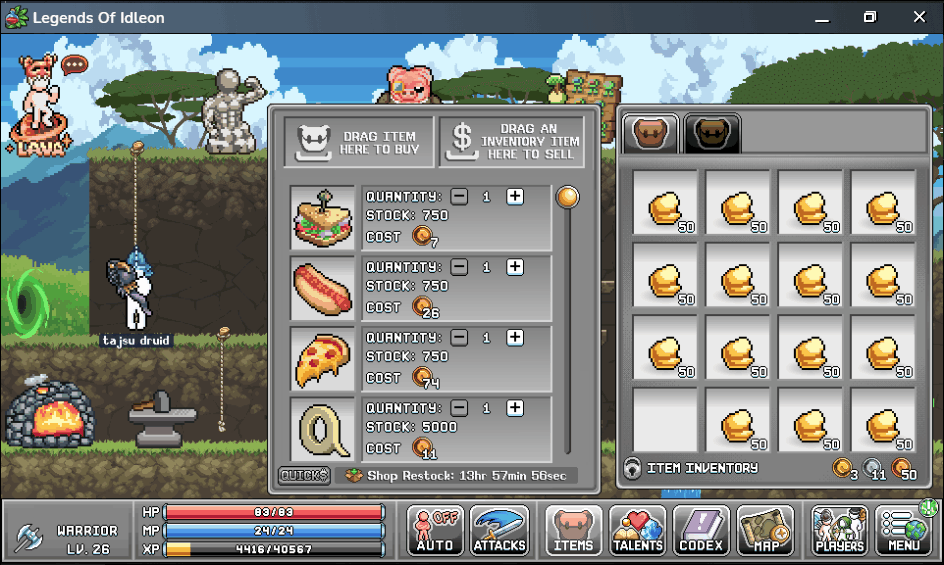 Legends Of Idleon
LAVA
DRAG ITEM
HERE TO BUY
$
DRAG AN
INVENTORY ITEM
HERE TO SELL
QUANTITY: - 1 +
STOCK: 750
COST 7
QUANTITY: - 1 +
STOCK: 750
COST 26
QUANTITY: - 1 +
STOCK: 750
COST 74
QUANTITY: - 1 +
STOCK: 5000
COST 11
QUICK$
Shop Restock: 13hr 57min 56sec
50 50 50 50
50 50 50 50
50 50 50 50
50 50 50
ITEM INVENTORY
3 11 50
tajsu druid
WARRIOR
LV. 26
HP 83/83
MP 24/24
XP 4416/40567
OFF
AUTO
ATTACKS
ITEMS
TALENTS
CODEX
MAP
PLAYERS
MENU